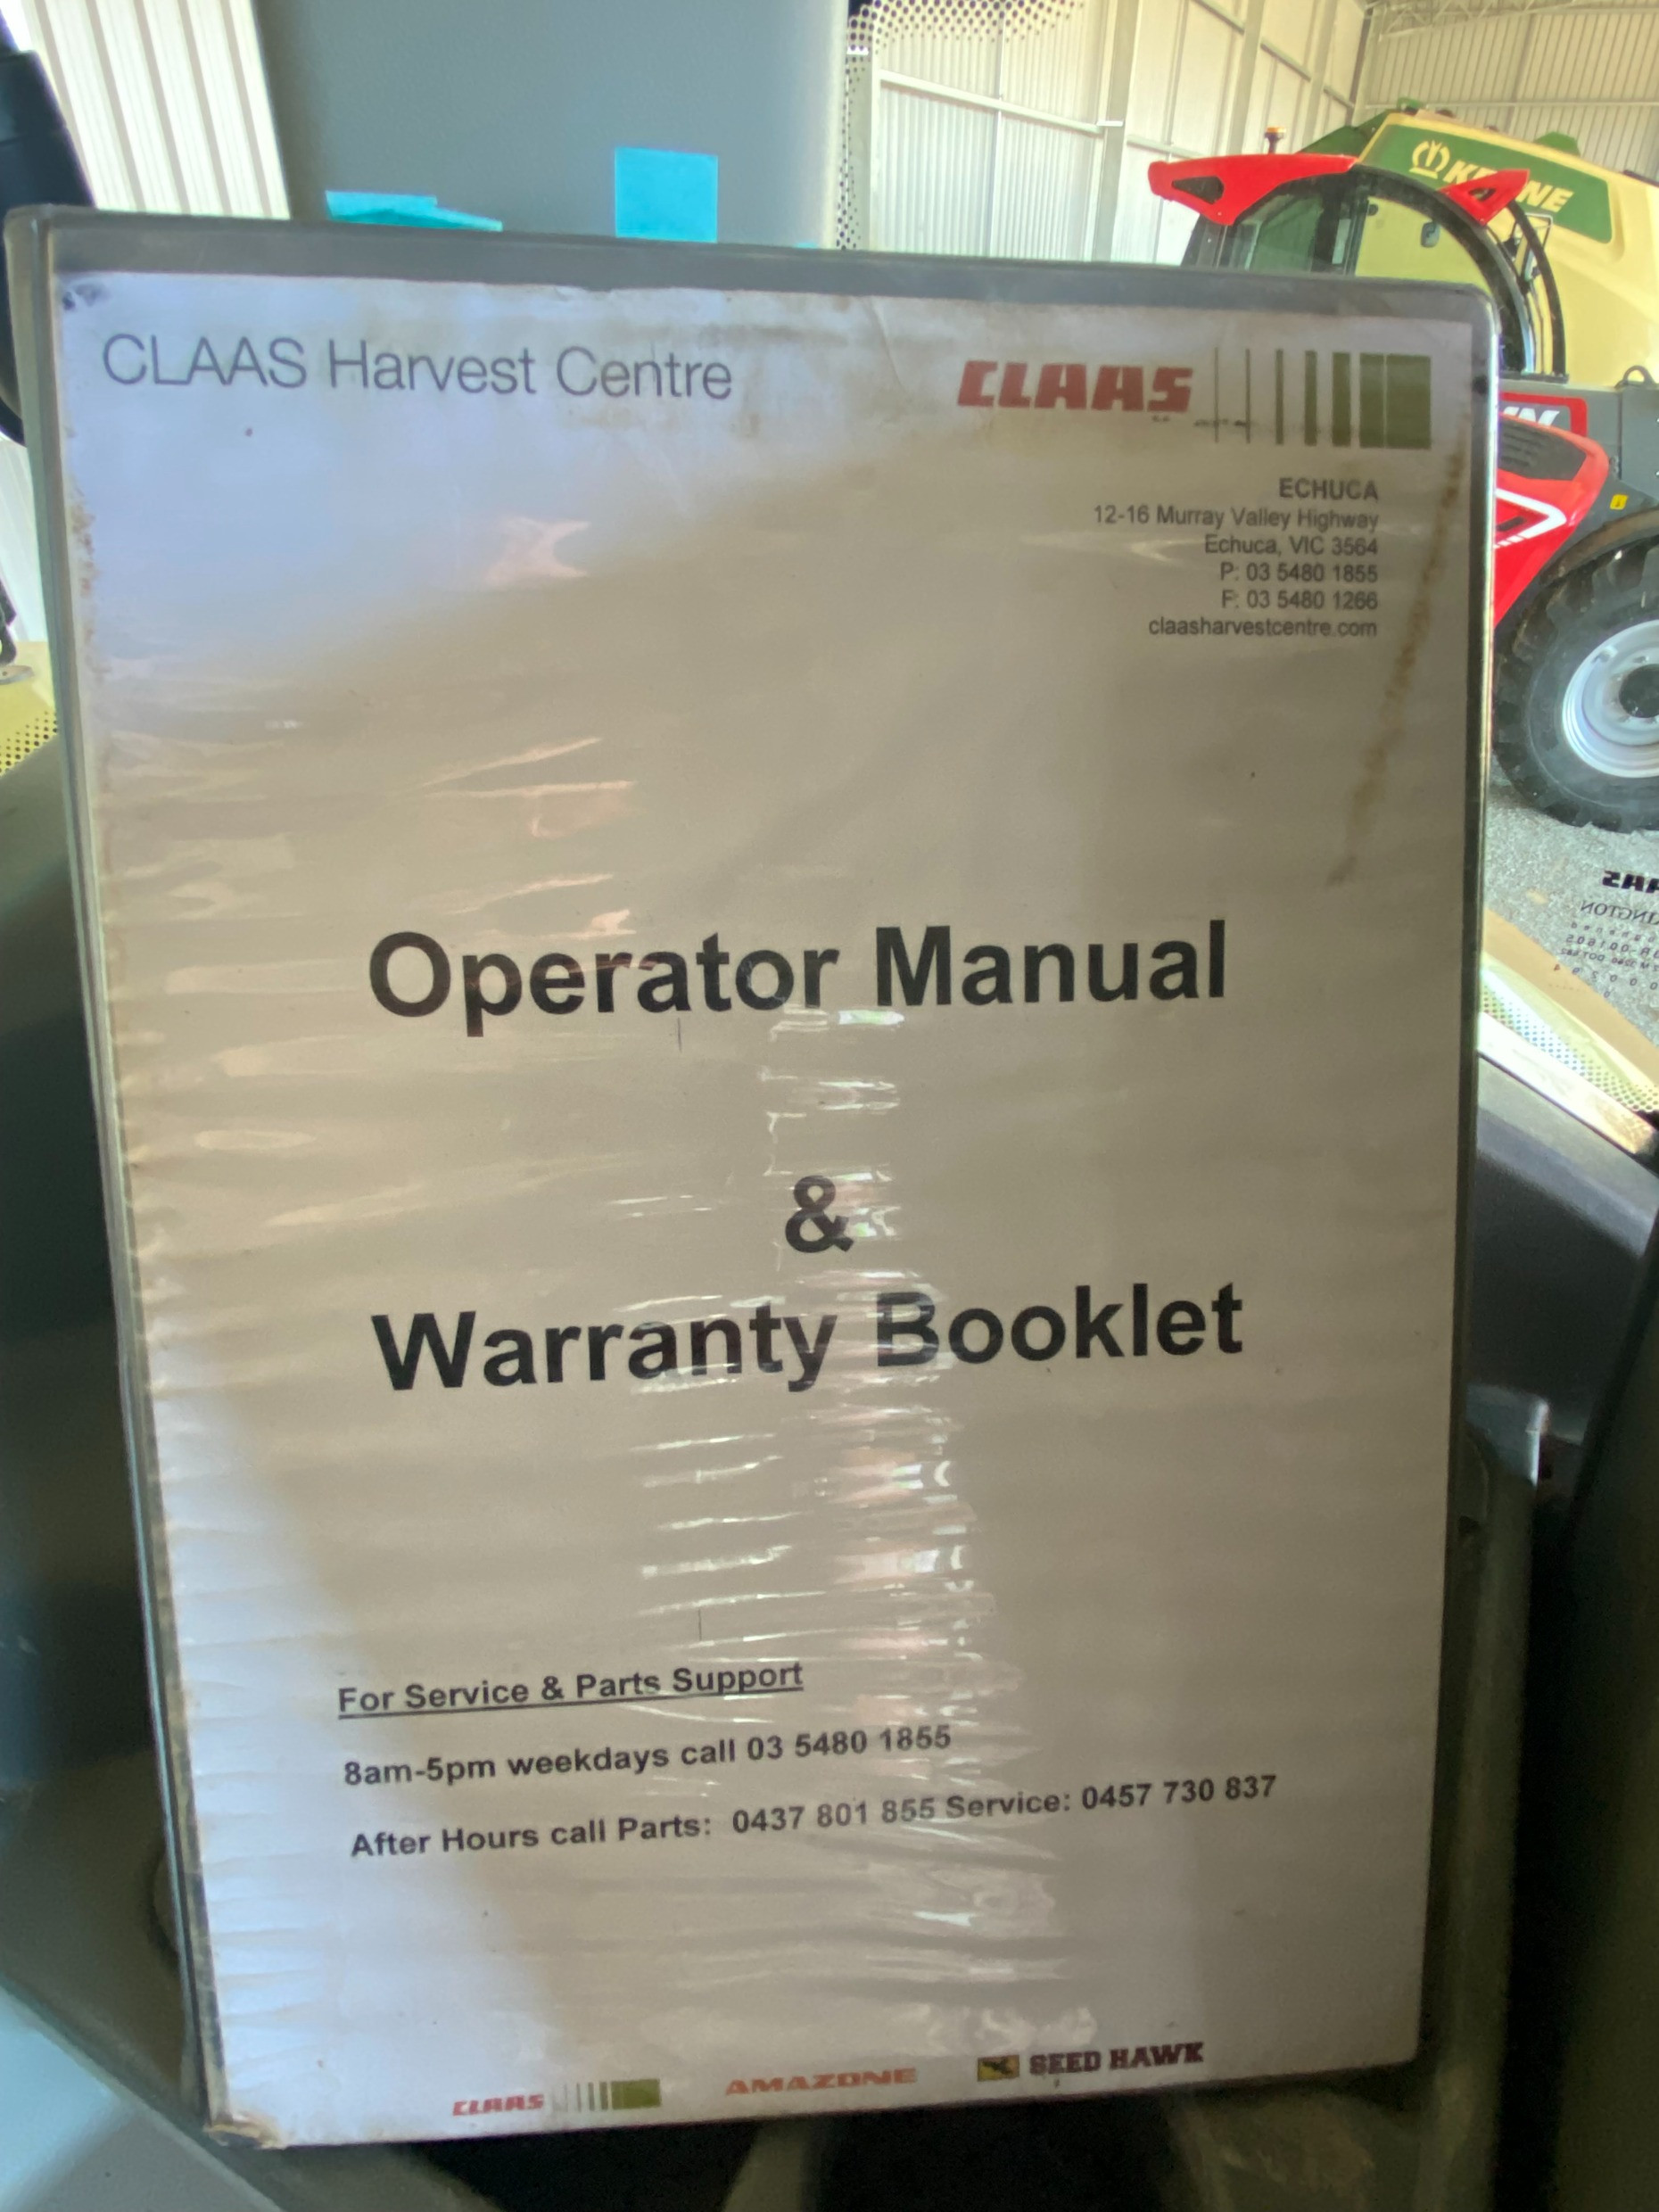 CLAAS Harvest Centre
CLAAS
ECHUCA
12-16 Murray Valley Highway
Echuca, VIC 3564
P: 03 5480 1855
F: 03 5480 1266
claasharvestcentre.com
Operator Manual
&
Warranty Booklet
For Service & Parts Support
8am-5pm weekdays call 03 5480 1855
After Hours call Parts: 0437 801 855 Service: 0457 730 837
CLAAS
AMAZONE
SEED HAWK
KRONE